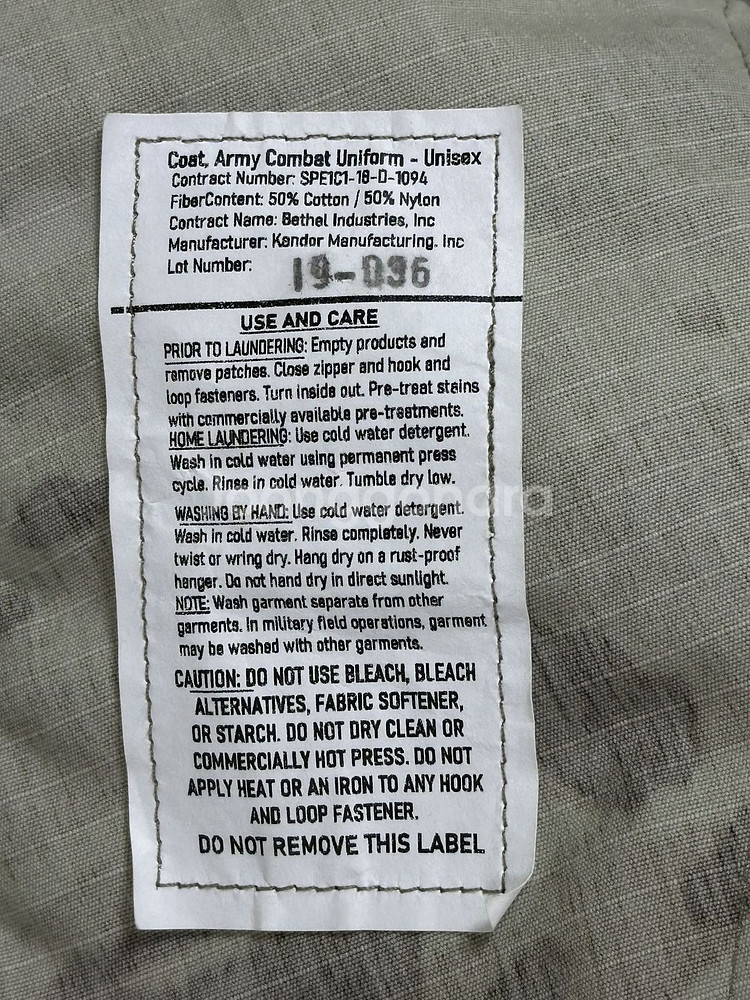 Coat, Army Combat Uniform - Unisex
Contract Number: SPE1C1-18-D-1094
FiberContent: 50% Cotton / 50% Nylon
Contract Name: Bethel Industries, Inc
Manufacturer: Kandor Manufacturing. Inc
Lot Number: 19-036
USE AND CARE
PRIOR TO LAUNDERING: Empty products and
remove patches. Close zipper and hook and
loop fasteners. Turn inside out. Pre-treat stains
with commercially available pre-treatments.
HOME LAUNDERING: Use cold water detergent.
Wash in cold water using permanent press
cycle. Rinse in cold water. Tumble dry low.
WASHING BY HAND: Use cold water detergent.
Wash in cold water. Rinse completely. Never
twist or wring dry. Hang dry on a rust-proof
hanger. Do not hand dry in direct sunlight.
NOTE: Wash garment separate from other
garments. In military field operations, garment
may be washed with other garments.
CAUTION: DO NOT USE BLEACH, BLEACH
ALTERNATIVES, FABRIC SOFTENER,
OR STARCH. DO NOT DRY CLEAN OR
COMMERCIALLY HOT PRESS. DO NOT
APPLY HEAT OR AN IRON TO ANY HOOK
AND LOOP FASTENER.
DO NOT REMOVE THIS LABEL